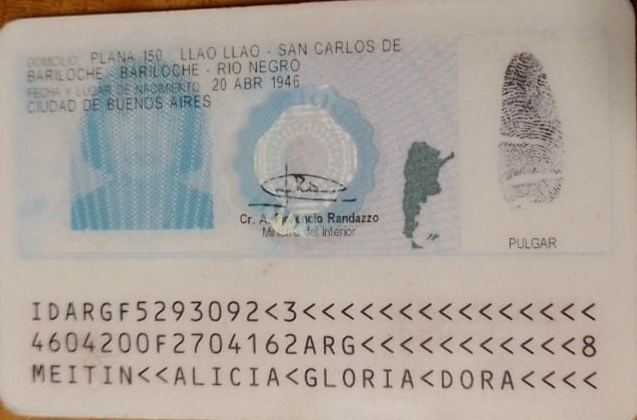 DOMICILIO: PLANA 150 LLAO LLAO - SAN CARLOS DE
BARILOCHE - BARILOCHE - RIO NEGRO
FECHA Y LUGAR DE NACIMIENTO: 20 ABR 1946
CIUDAD DE BUENOS AIRES
Cr. A. Florencio Randazzo
Ministro del Interior
PULGAR
IDARGF5293092<3<<<<<<<<<<<<<<<
4604200F2704162ARG<<<<<<<<<<<8
MEITIN<<ALICIA<GLORIA<DORA<<<<